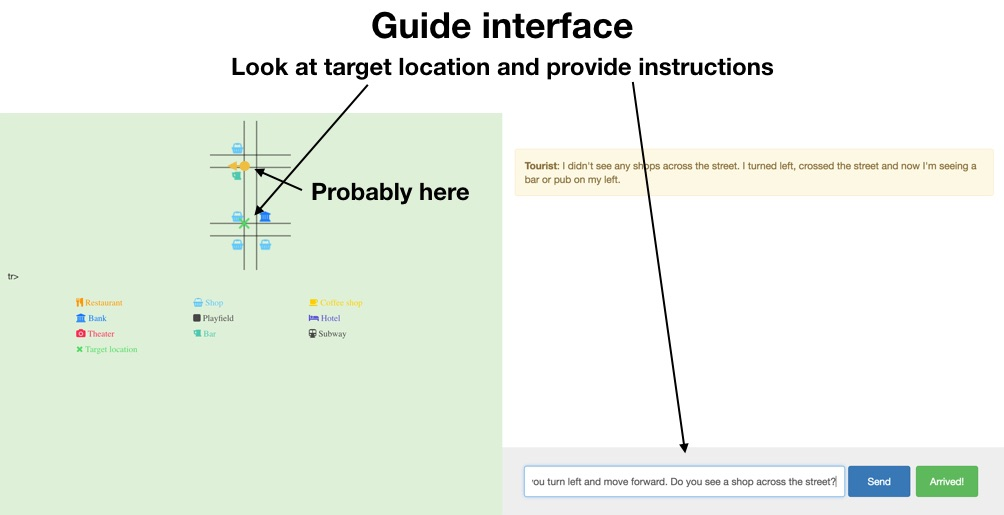 Guide interface
Look at target location and provide instructions
Tourist: I didn't see any shops across the street. I turned left, crossed the street and now I'm seeing a
bar or pub on my left.
Probably here
tr>
Restaurant Shop Coffee shop
Bank Playfield Hotel
Theater Bar Subway
Target location
you turn left and move forward. Do you see a shop across the street? Send Arrived!